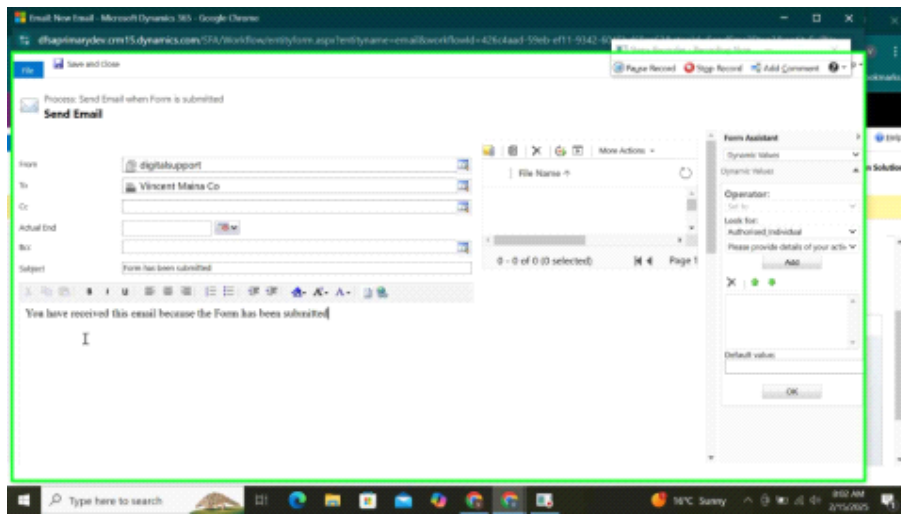 Email: New Email - Microsoft Dynamics 365 - Google Chrome
Pause Record Stop Record Add Comment
File
Save and Close
Process: Send Email when Form is submitted
Send Email
From
digitalsupport
To
Vincent Maina Co
Cc
Actual End
Bcc
Subject
Form has been submitted
More Actions
File Name
0 - 0 of 0 (0 selected)
Page 1
You have received this email because the Form has been submitted
Form Assistant
Dynamic Values
Dynamic Values
Operator:
Set to
Look for:
Authorised_Individual
Please provide details of your activ
Add
Default value:
OK
Type here to search
16°C Sunny
8:02 AM
2/15/2025